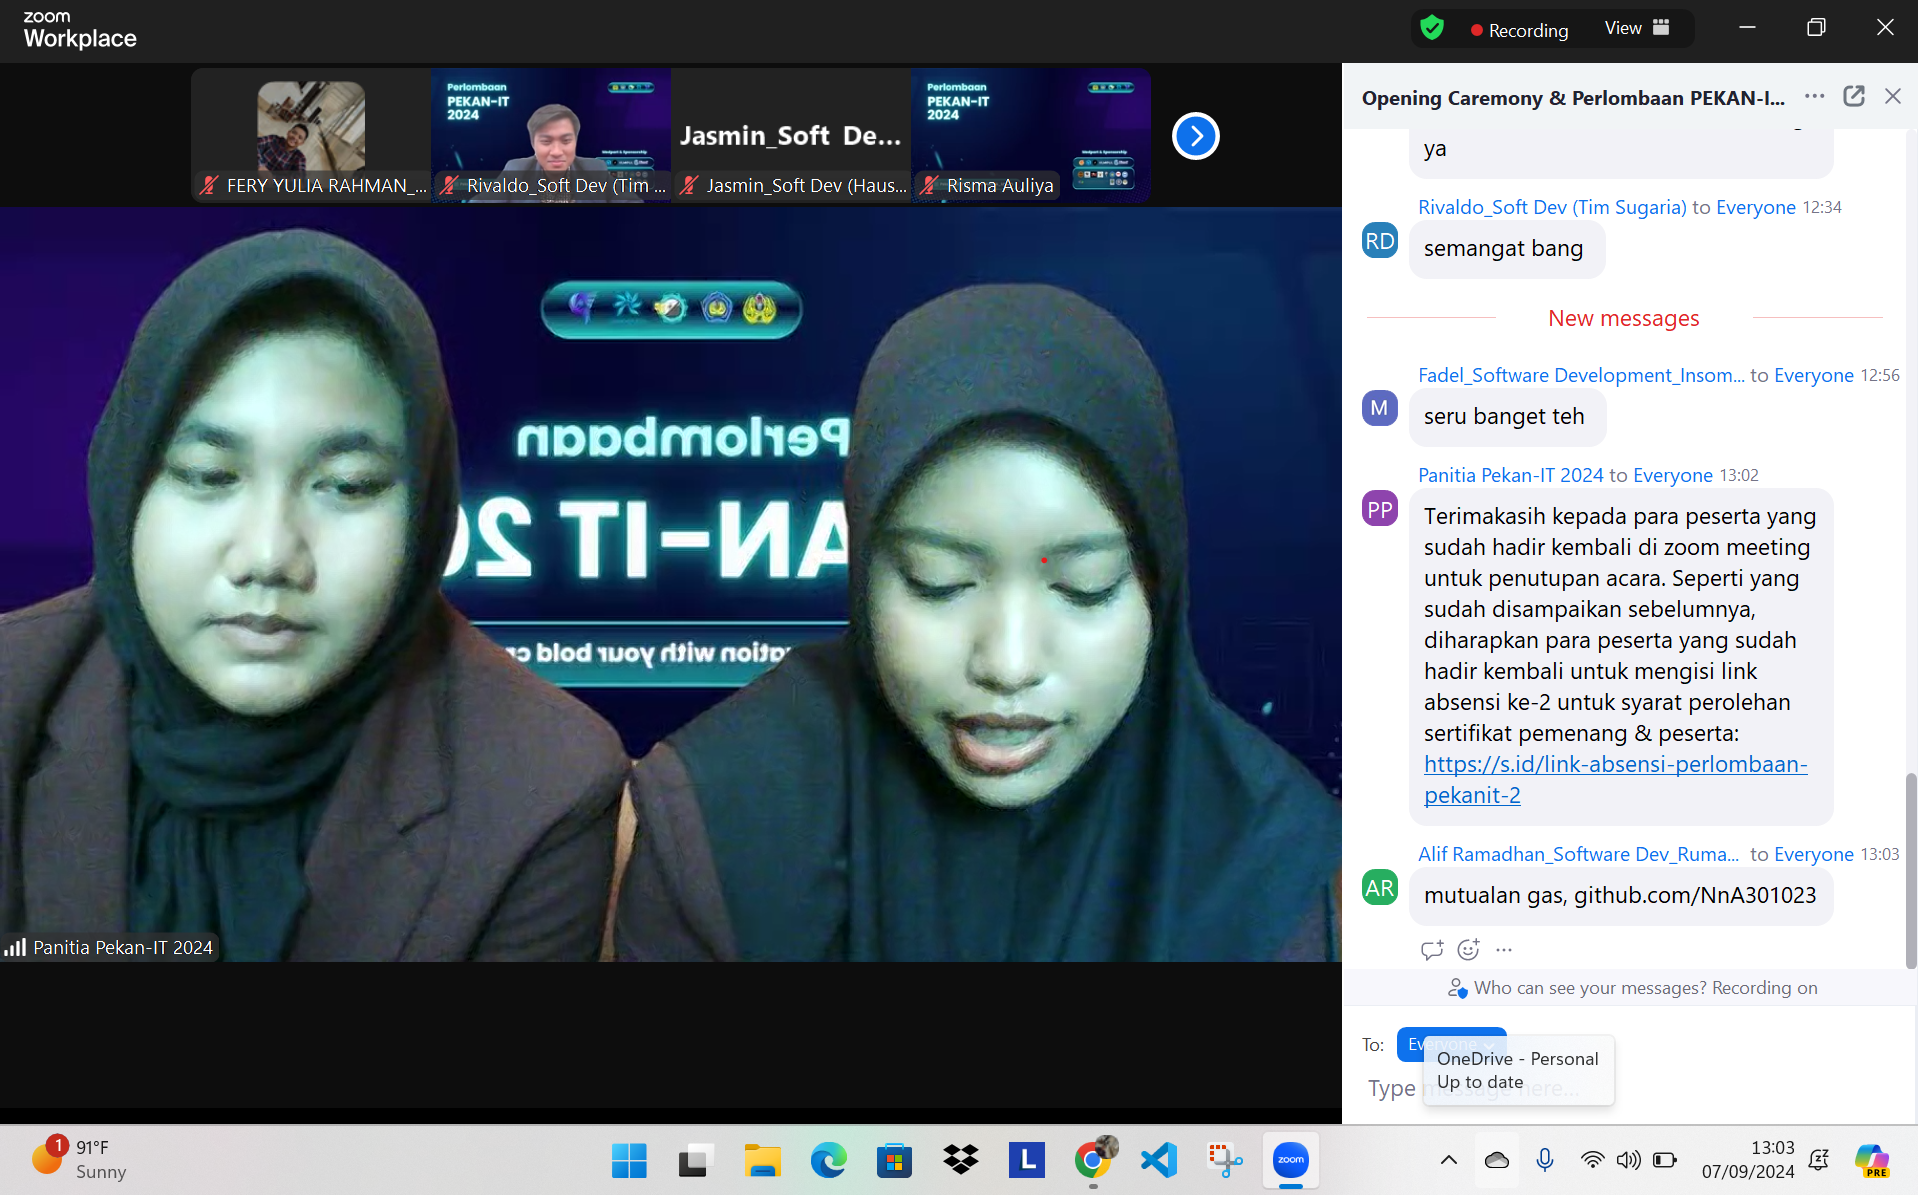 zoom
Workplace
Recording
View
Perlombaan
PEKAN-IT
2024
Jasmin_Soft De...
Perlombaan
PEKAN-IT
2024
FERY YULIA RAHMAN_...
Rivaldo_Soft Dev (Tim ...
Jasmin_Soft Dev (Haus...
Risma Auliya
Perlombaan
AN-IT 20
ation with your bold cr
Panitia Pekan-IT 2024
Opening Caremony & Perlombaan PEKAN-I...
ya
Rivaldo_Soft Dev (Tim Sugaria) to Everyone 12:34
RD
semangat bang
New messages
Fadel_Software Development_Insom... to Everyone 12:56
M
seru banget teh
Panitia Pekan-IT 2024 to Everyone 13:02
PP
Terimakasih kepada para peserta yang
sudah hadir kembali di zoom meeting
untuk penutupan acara. Seperti yang
sudah disampaikan sebelumnya,
diharapkan para peserta yang sudah
hadir kembali untuk mengisi link
absensi ke-2 untuk syarat perolehan
sertifikat pemenang & peserta:
https://s.id/link-absensi-perlombaan-
pekanit-2
Alif Ramadhan_Software Dev_Ruma... to Everyone 13:03
AR
mutualan gas, github.com/NnA301023
Who can see your messages? Recording on
To: Everyone
OneDrive - Personal
Up to date
Type message here...
1
91°F
Sunny
L
zoom
13:03
07/09/2024
PRE